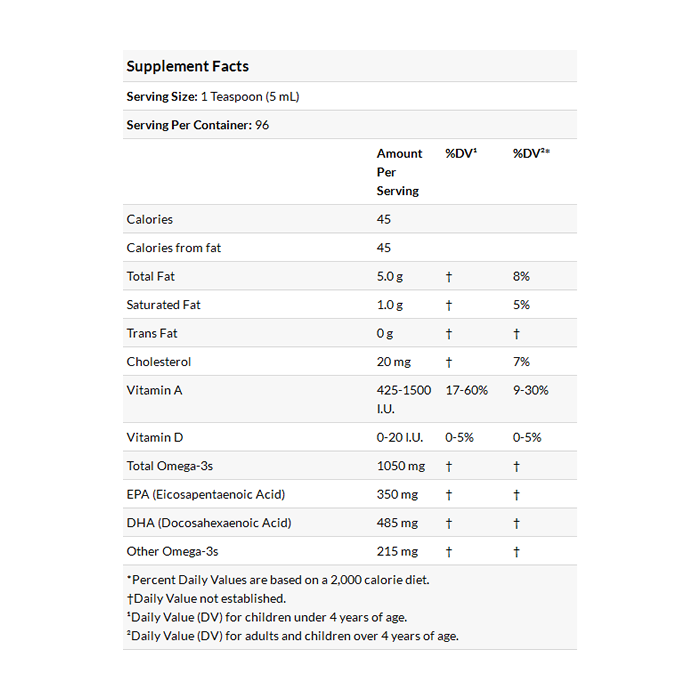 Supplement Facts
Serving Size: 1 Teaspoon (5 mL)
Serving Per Container: 96
Amount Per Serving %DV¹ %DV²*
Calories 45
Calories from fat 45
Total Fat 5.0 g † 8%
Saturated Fat 1.0 g † 5%
Trans Fat 0 g † †
Cholesterol 20 mg † 7%
Vitamin A 425-1500 I.U. 17-60% 9-30%
Vitamin D 0-20 I.U. 0-5% 0-5%
Total Omega-3s 1050 mg † †
EPA (Eicosapentaenoic Acid) 350 mg † †
DHA (Docosahexaenoic Acid) 485 mg † †
Other Omega-3s 215 mg † †
*Percent Daily Values are based on a 2,000 calorie diet.
†Daily Value not established.
¹Daily Value (DV) for children under 4 years of age.
²Daily Value (DV) for adults and children over 4 years of age.